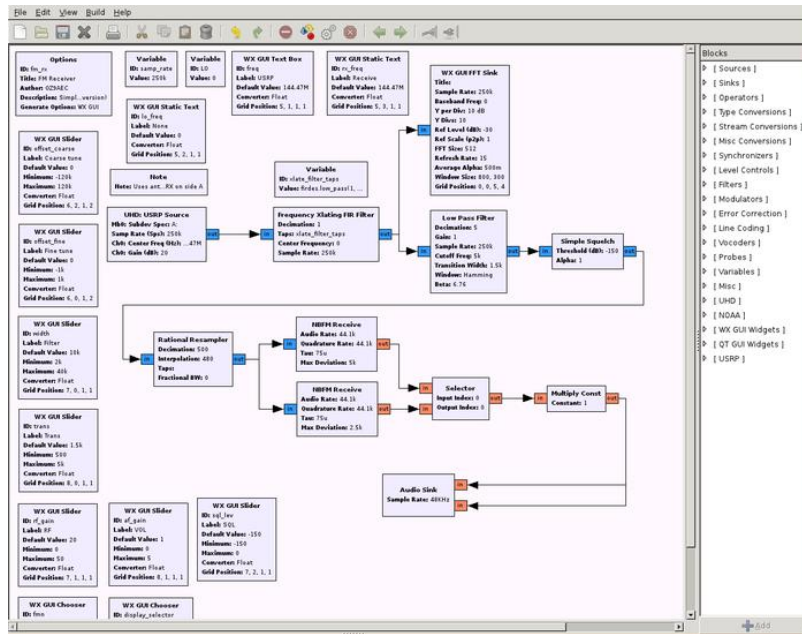 File Edit View Build Help
Options
ID: fm_rx
Title: FM Receiver
Author: OZ9AEC
Generate Options: WX GUI
Variable
ID: samp_rate
Value: 250k
Variable
ID: LO
Value: 0
WX GUI Text Box
ID: freq
Label: USRP
Default Value: 144.47M
Converter: Float
Grid Position: 5, 1, 1, 1
WX GUI Static Text
ID: rx_freq
Label: Receive
Default Value: 144.47M
Converter: Float
Grid Position: 5, 3, 1, 1
WX GUI FFT Sink
Title:
Sample Rate: 250k
Baseband Freq: 0
Y per Div: 10 dB
Y Divs: 10
Ref Level (dB): -30
Ref Scale (p2p): 1
FFT Size: 512
Refresh Rate: 15
Average Alpha: 500m
Window Size: 800, 300
Grid Position: 0, 0, 5, 4
WX GUI Static Text
ID: lo_freq
Label: None
Default Value: 0
Converter: Float
Grid Position: 5, 2, 1, 1
WX GUI Slider
ID: offset_coarse
Label: Coarse tune
Default Value: 0
Minimum: -120k
Maximum: 120k
Converter: Float
Grid Position: 6, 2, 1, 2
Note
Note: Uses ant...RX on side A
Variable
ID: xlate_filter_taps
Value: firdes.low_pass(1, ...
UHD: USRP Source
Mb0: Subdev Spec: A:
Samp Rate (Sps): 250k
Ch0: Center Freq (Hz): ...47M
Ch0: Gain (dB): 20
out
Frequency Xlating FIR Filter
Decimation: 1
Taps: xlate_filter_taps
Center Frequency: 0
Sample Rate: 250k
in
out
in
Low Pass Filter
Decimation: 5
Gain: 1
Sample Rate: 250k
Cutoff Freq: 5k
Transition Width: 1.5k
Window: Hamming
Beta: 6.76
in
out
Simple Squelch
Threshold (dB): -150
Alpha: 1
in
out
WX GUI Slider
ID: offset_fine
Label: Fine tune
Default Value: 0
Minimum: -1k
Maximum: 1k
Converter: Float
Grid Position: 6, 0, 1, 2
WX GUI Slider
ID: width
Label: Filter
Default Value: 10k
Minimum: 2k
Maximum: 40k
Converter: Float
Grid Position: 7, 0, 1, 1
Rational Resampler
Decimation: 500
Interpolation: 480
Taps:
Fractional BW: 0
in
out
NBFM Receive
Audio Rate: 44.1k
Quadrature Rate: 44.1k
Tau: 75u
Max Deviation: 5k
in
out
NBFM Receive
Audio Rate: 44.1k
Quadrature Rate: 44.1k
Tau: 75u
Max Deviation: 2.5k
in
out
Selector
Input Index: 0
Output Index: 0
in
in
out
Multiply Const
Constant: 1
in
out
Audio Sink
Sample Rate: 48KHz
in
in
WX GUI Slider
ID: trans
Label: Trans
Default Value: 1.5k
Minimum: 500
Maximum: 5k
Converter: Float
Grid Position: 8, 0, 1, 1
WX GUI Slider
ID: rf_gain
Label: RF
Default Value: 20
Minimum: 0
Maximum: 50
Converter: Float
Grid Position: 7, 1, 1, 1
WX GUI Slider
ID: af_gain
Label: VOL
Default Value: 1
Minimum: 0
Maximum: 5
Converter: Float
Grid Position: 8, 1, 1, 1
WX GUI Slider
ID: sql_lev
Label: SQL
Default Value: -150
Minimum: -150
Maximum: 0
Converter: Float
Grid Position: 7, 2, 1, 1
WX GUI Chooser
ID: fmn
WX GUI Chooser
ID: display_selector
Blocks
[ Sources ]
[ Sinks ]
[ Operators ]
[ Type Conversions ]
[ Stream Conversions ]
[ Misc Conversions ]
[ Synchronizers ]
[ Level Controls ]
[ Filters ]
[ Modulators ]
[ Error Correction ]
[ Line Coding ]
[ Vocoders ]
[ Probes ]
[ Variables ]
[ Misc ]
[ UHD ]
[ NOAA ]
[ WX GUI Widgets ]
[ QT GUI Widgets ]
[ USRP ]
Add